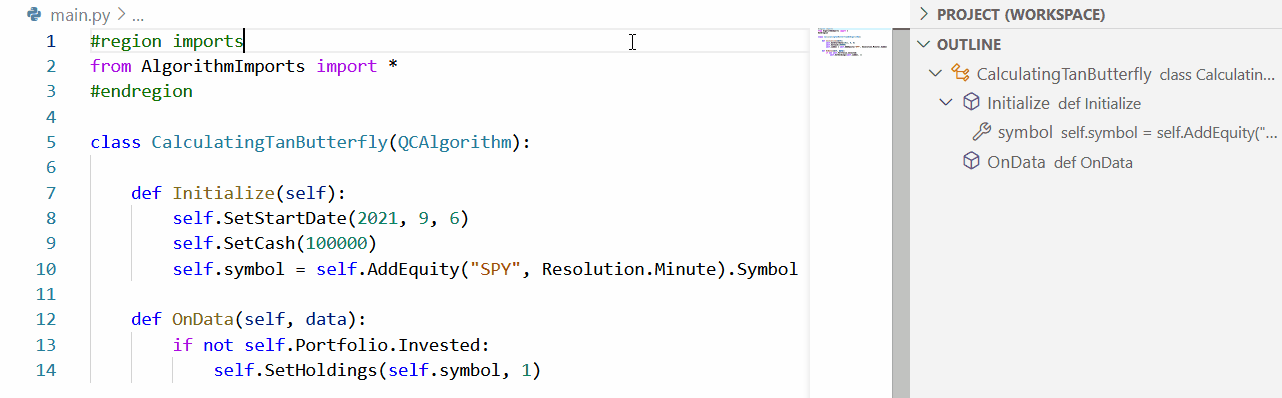 main.py > ...
1 #region imports
2 from AlgorithmImports import *
3 #endregion
4
5 class CalculatingTanButterfly(QCAlgorithm):
6
7     def Initialize(self):
8         self.SetStartDate(2021, 9, 6)
9         self.SetCash(100000)
10         self.symbol = self.AddEquity("SPY", Resolution.Minute).Symbol
11
12     def OnData(self, data):
13         if not self.Portfolio.Invested:
14             self.SetHoldings(self.symbol, 1)
PROJECT (WORKSPACE)
OUTLINE
CalculatingTanButterfly class Calculatin...
Initialize def Initialize
symbol self.symbol = self.AddEquity("...
OnData def OnData